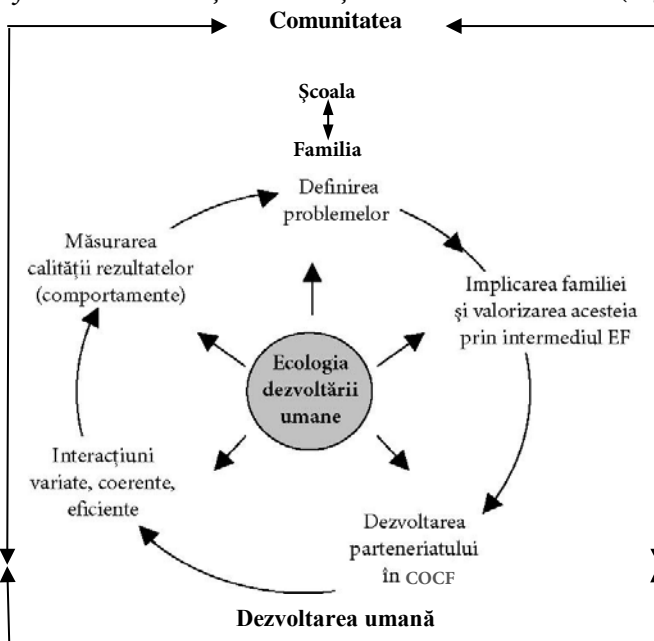 Comunitatea
Şcoala
Familia
Definirea
problemelor
Măsurarea
calităţii rezultatelor
(comportamente)
Implicarea familiei
şi valorizarea acesteia
prin intermediul EF
Ecologia
dezvoltării
umane
Interacţiuni
variate, coerente,
eficiente
Dezvoltarea
parteneriatului
în COCF
Dezvoltarea umană